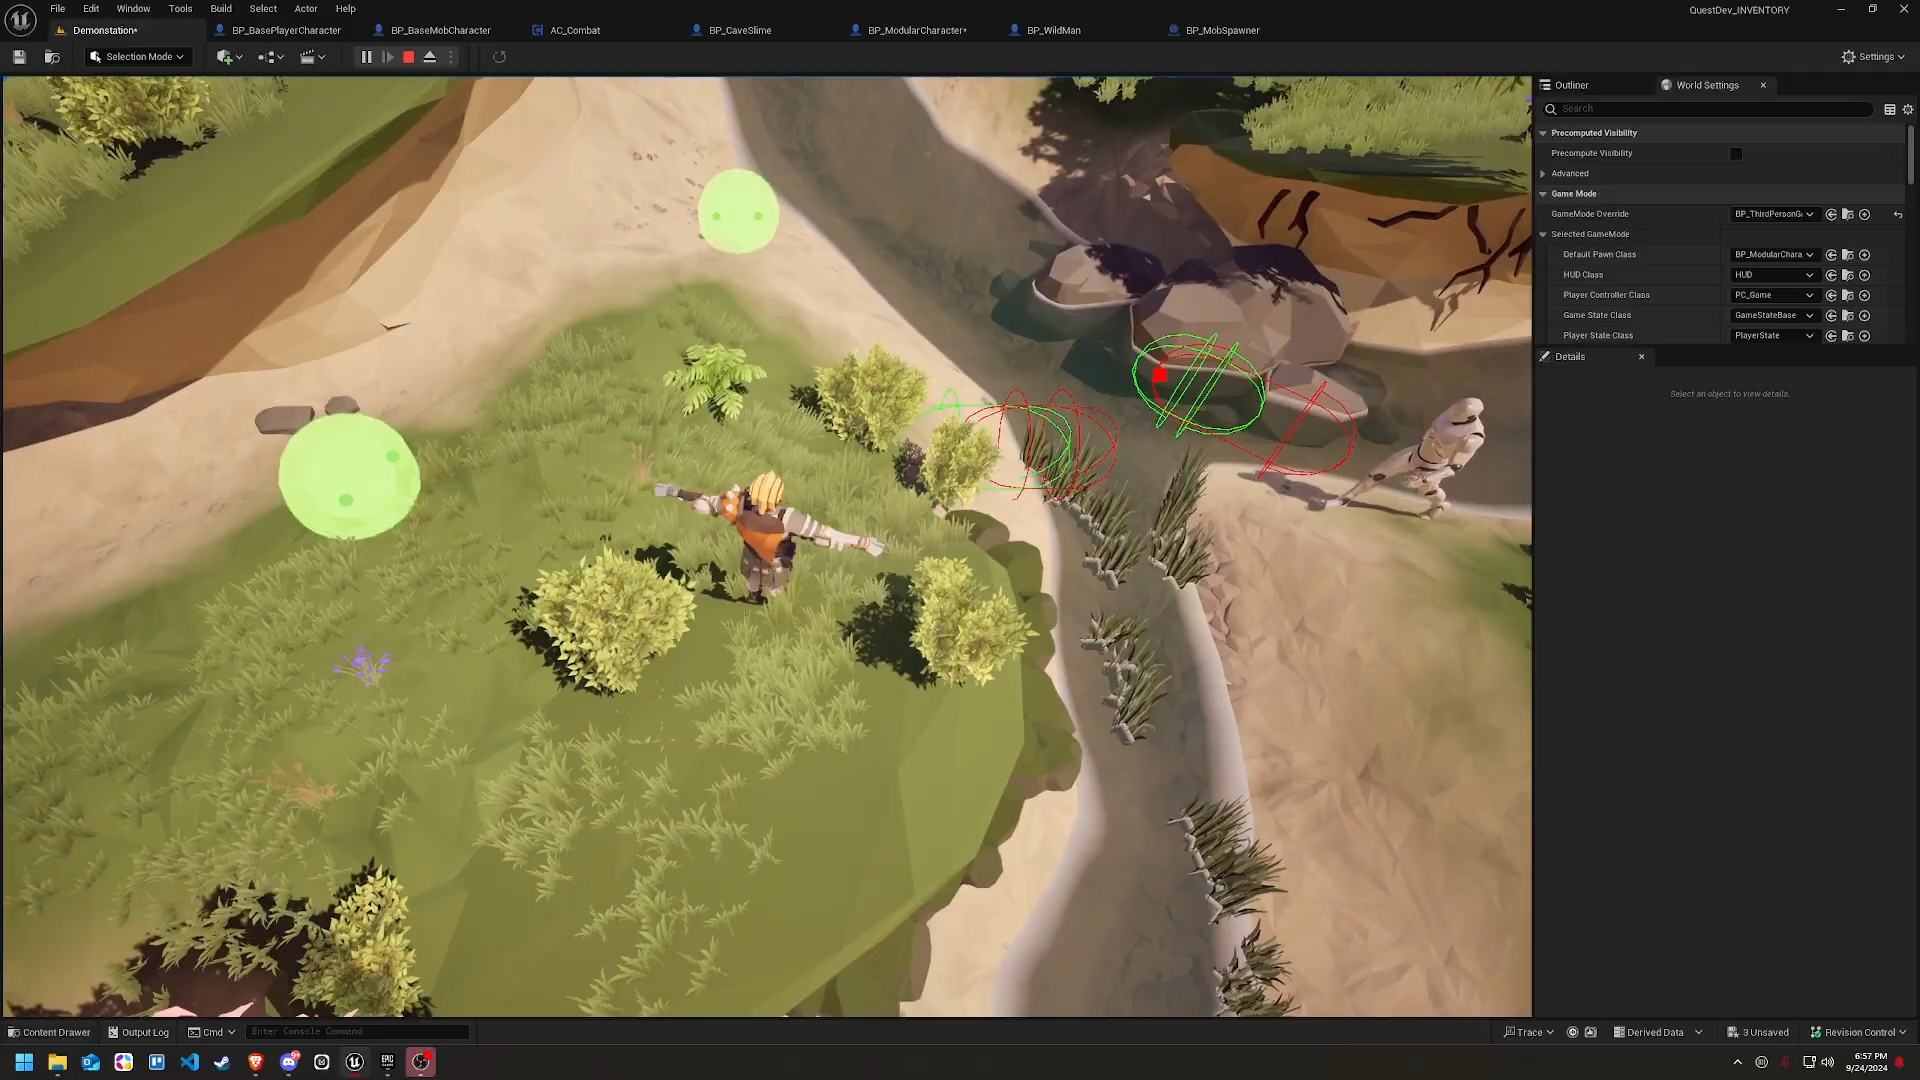 File Edit Window Tools Build Select Actor Help
QuestDev_INVENTORY
Demonstation* BP_BasePlayerCharacter BP_BaseMobCharacter AC_Combat BP_CaveSlime BP_ModularCharacter* BP_WildMan BP_MobSpawner
Selection Mode
Settings
Outliner World Settings
Search
Precomputed Visibility
Precompute Visibility
Advanced
Game Mode
GameMode Override BP_ThirdPersonG
Selected GameMode
Default Pawn Class BP_ModularChara
HUD Class HUD
Player Controller Class PC_Game
Game State Class GameStateBase
Player State Class PlayerState
Details
Select an object to view details.
Content Drawer Output Log Cmd Enter Console Command
Trace Derived Data 3 Unsaved Revision Control
6:57 PM
9/24/2024